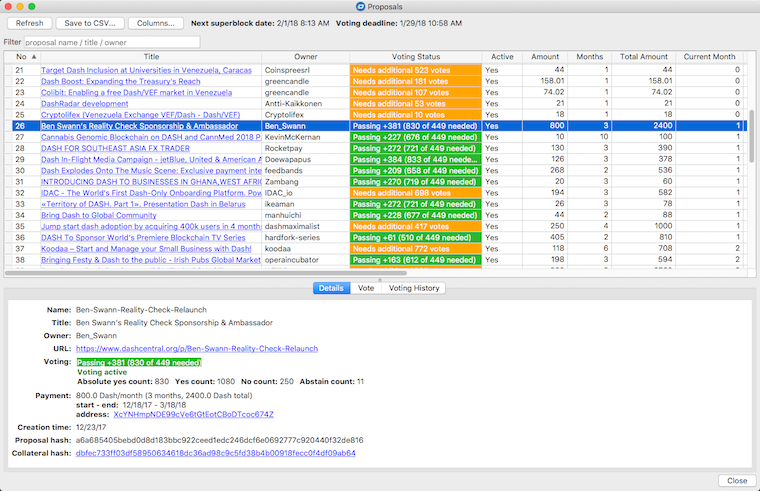 Proposals
Refresh Save to CSV... Columns... Next superblock date: 2/1/18 8:13 AM Voting deadline: 1/29/18 10:58 AM
Filter proposal name / title / owner
No Title Owner Voting Status Active Amount Months Total Amount Current Month
21 Target Dash Inclusion at Universities in Venezuela, Caracas Coinspreesrl Needs additional 523 votes Yes 44 1 44 0
22 Dash Boost: Expanding the Treasury's Reach greencandle Needs additional 181 votes Yes 158.01 1 158.01 0
23 Colibit: Enabling a free Dash/VEF market in Venezuela greencandle Needs additional 107 votes Yes 74.02 1 74.02 0
24 DashRadar development Antti-Kaikkonen Needs additional 53 votes Yes 21 1 21 0
25 Cryptolifex (Venezuela Exchange VEF/Dash - Dash/VEF) Cryptolifex Needs additional 10 votes Yes 18 1 18 0
26 Ben Swann's Reality Check Sponsorship & Ambassador Ben_Swann Passing +381 (830 of 449 needed) Yes 800 3 2400 1
27 Cannabis Genomic Blockchain on DASH and CannMed 2018 P KevinMcKernan Passing +227 (676 of 449 needed) Yes 10 10 100 1
28 DASH FOR SOUTHEAST ASIA FX TRADER Rocketpay Passing +272 (721 of 449 needed) Yes 130 3 390 1
29 Dash In-Flight Media Campaign - jetBlue, United & American A Doewapapus Passing +384 (833 of 449 neede... Yes 126 3 378 1
30 Dash Explodes Onto The Music Scene: Exclusive payment inte feedbands Passing +209 (658 of 449 needed) Yes 268 2 536 1
31 INTRODUCING DASH TO BUSINESSES IN GHANA,WEST AFRIC Zambang Passing +270 (719 of 449 needed) Yes 20 3 60 1
32 IDAC - The World's First Dash-Only Onboarding Platform. Pow IDAC_io Needs additional 698 votes Yes 194 3 582 1
33 «Territory of DASH. Part 1». Presentation Dash in Belarus ikeaman Passing +272 (721 of 449 needed) Yes 26 3 78 1
34 Bring Dash to Global Community manhuichi Passing +228 (677 of 449 needed) Yes 44 2 88 1
35 Jump start dash adoption by acquiring 400k users in 4 months dashmaximalist Needs additional 417 votes Yes 250 4 1000 1
36 DASH To Sponsor World's Premiere Blockchain TV Series hardfork-series Passing +61 (510 of 449 needed) Yes 405 2 810 1
37 Koodaa – Start and Manage your Small Business with Dash! koodaa Needs additional 772 votes Yes 118 6 708 2
38 Bringing Festy & Dash to the public - Irish Pubs Global Market operaincubator Passing +163 (612 of 449 needed) Yes 198 3 594 2
Details Vote Voting History
Name: Ben-Swann-Reality-Check-Relaunch
Title: Ben Swann's Reality Check Sponsorship & Ambassador
Owner: Ben_Swann
URL: https://www.dashcentral.org/p/Ben-Swann-Reality-Check-Relaunch
Voting: Passing +381 (830 of 449 needed)
Voting active
Absolute yes count: 830 Yes count: 1080 No count: 250 Abstain count: 11
Payment: 800.0 Dash/month (3 months, 2400.0 Dash total)
start - end: 12/18/17 - 3/18/18
address: XcYNHmpNDE99cVe6tGtEotCBoDTcoc674Z
Creation time: 12/23/17
Proposal hash: a6a685405bebd0d8d183bbc922ceed1edc246dcf6e0692777c920440f32de816
Collateral hash: dbfec733ff03df58950634618dc36ad98c9c5fd38b4b00918fecc0f4df09ab64
Close